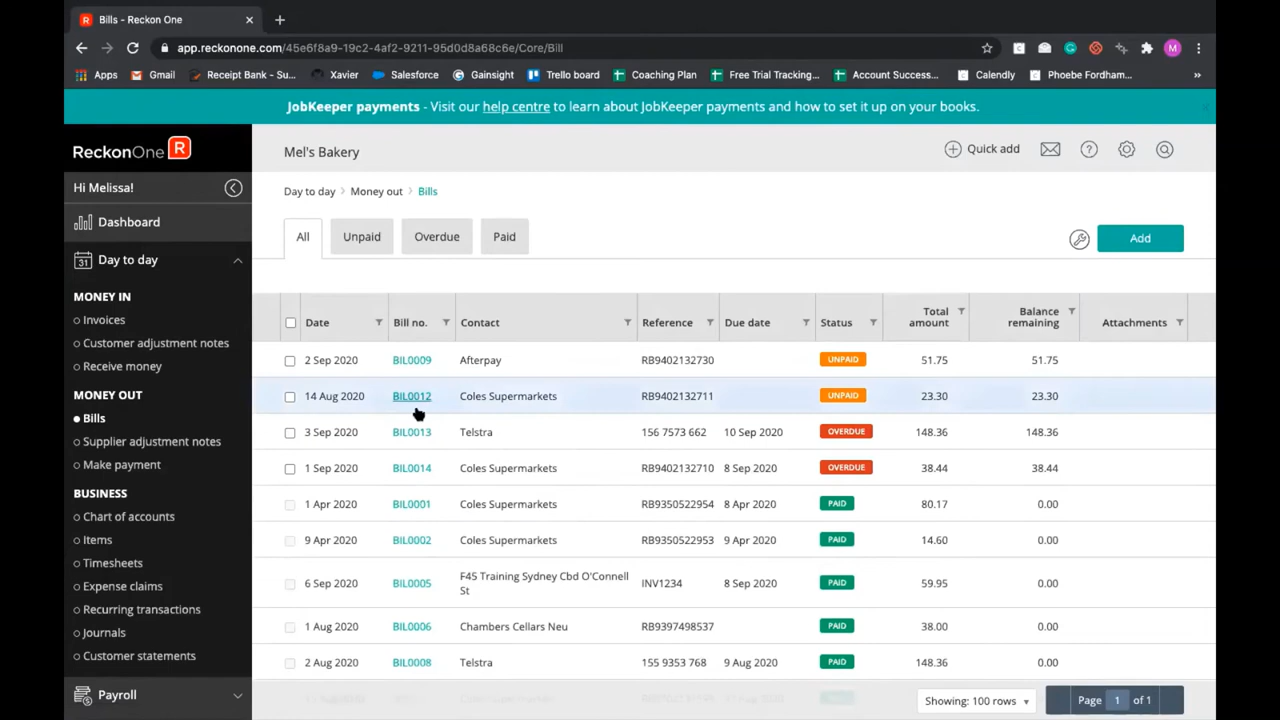 Bills - Reckon One
app.reckonone.com/45e6f8a9-19c2-4af2-9211-95d0d8a68c6e/Core/Bill
M
Apps Gmail Receipt Bank - Su... Xavier Salesforce Gainsight Trello board Coaching Plan Free Trial Tracking... Account Success... Calendly Phoebe Fordham... »
JobKeeper payments - Visit our help centre to learn about JobKeeper payments and how to set it up on your books.
ReckonOne R
Mel's Bakery
Quick add
Hi Melissa!
Day to day > Money out > Bills
Dashboard
All Unpaid Overdue Paid
Add
31 Day to day
MONEY IN
Invoices
Customer adjustment notes
Receive money
MONEY OUT
Bills
Supplier adjustment notes
Make payment
BUSINESS
Chart of accounts
Items
Timesheets
Expense claims
Recurring transactions
Journals
Customer statements
Payroll
Date Bill no. Contact Reference Due date Status Total amount Balance remaining Attachments
2 Sep 2020 BIL0009 Afterpay RB9402132730 UNPAID 51.75 51.75
14 Aug 2020 BIL0012 Coles Supermarkets RB9402132711 UNPAID 23.30 23.30
3 Sep 2020 BIL0013 Telstra 156 7573 662 10 Sep 2020 OVERDUE 148.36 148.36
1 Sep 2020 BIL0014 Coles Supermarkets RB9402132710 8 Sep 2020 OVERDUE 38.44 38.44
1 Apr 2020 BIL0001 Coles Supermarkets RB9350522954 8 Apr 2020 PAID 80.17 0.00
9 Apr 2020 BIL0002 Coles Supermarkets RB9350522953 9 Apr 2020 PAID 14.60 0.00
6 Sep 2020 BIL0005 F45 Training Sydney Cbd O'Connell St INV1234 8 Sep 2020 PAID 59.95 0.00
1 Aug 2020 BIL0006 Chambers Cellars Neu RB9397498537 PAID 38.00 0.00
2 Aug 2020 BIL0008 Telstra 155 9353 768 9 Aug 2020 PAID 148.36 0.00
Showing: 100 rows
Page 1 of 1